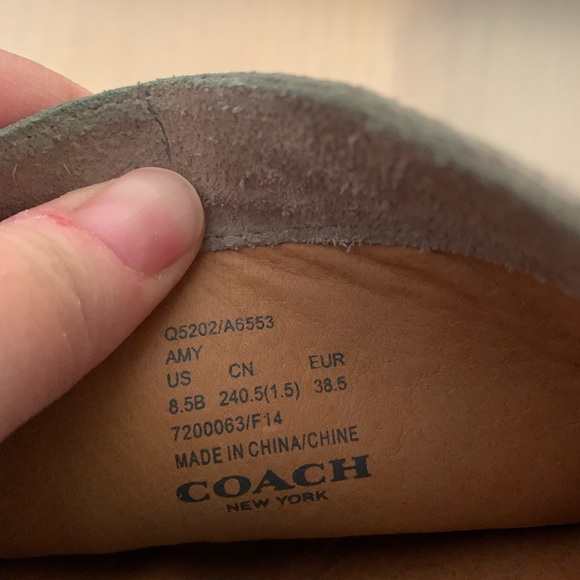 Q5202/A6553
AMY
US CN EUR
8.5B 240.5(1.5) 38.5
7200063/F14
MADE IN CHINA/CHINE
COACH
NEW YORK